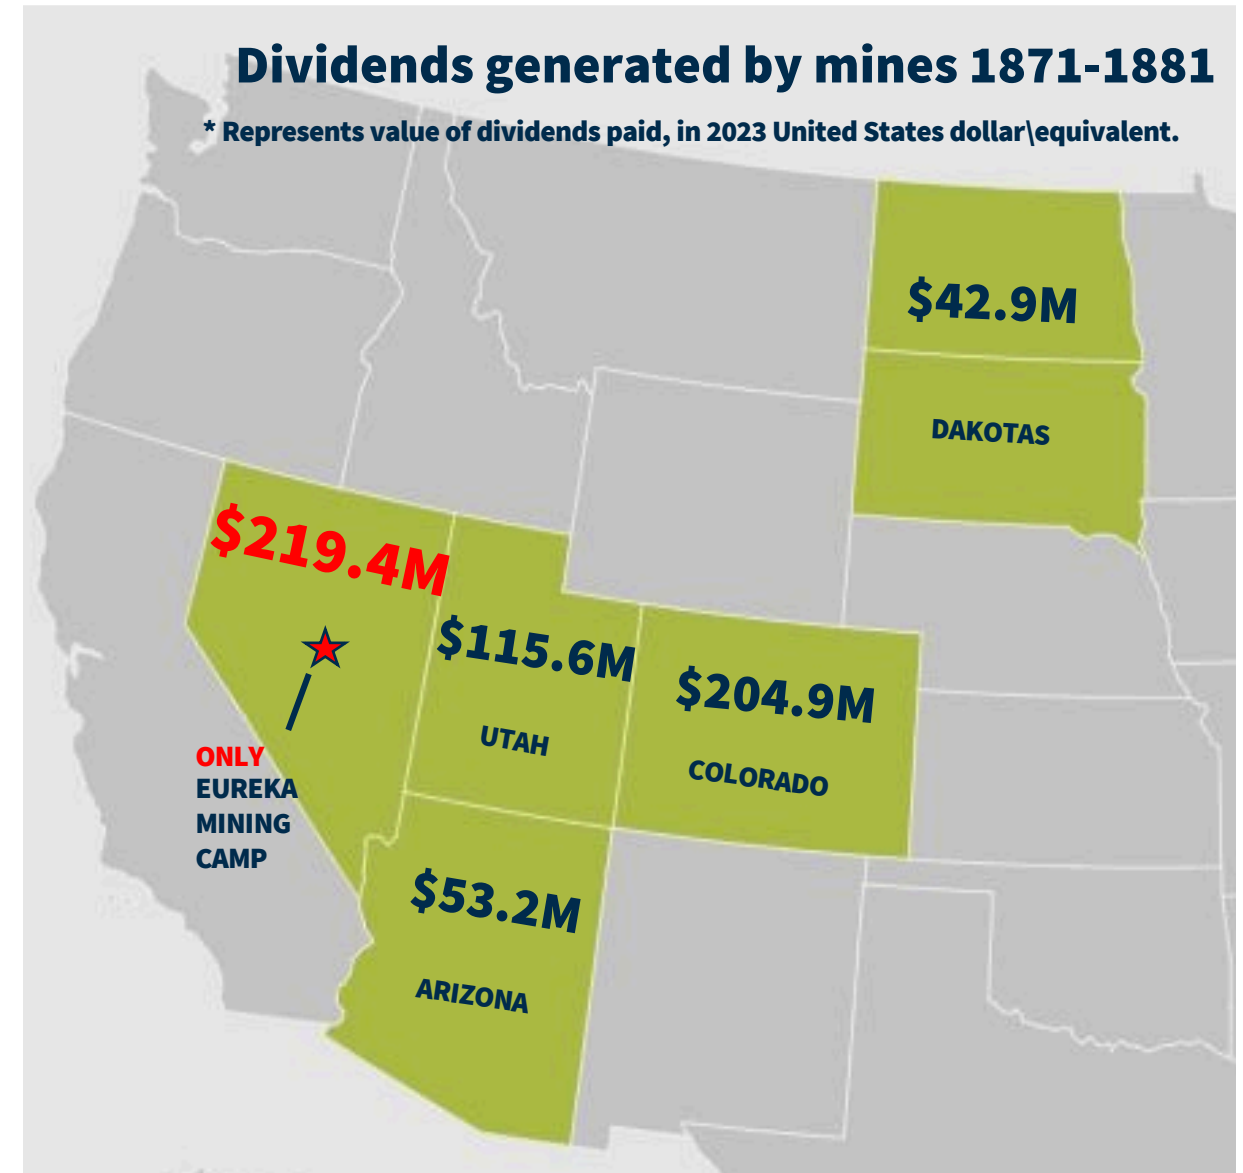 Dividends generated by mines 1871-1881
* Represents value of dividends paid, in 2023 United States dollar\equivalent.
$42.9M
DAKOTAS
$219.4M
$115.6M
UTAH
$204.9M
COLORADO
ONLY
EUREKA
MINING
CAMP
$53.2M
ARIZONA